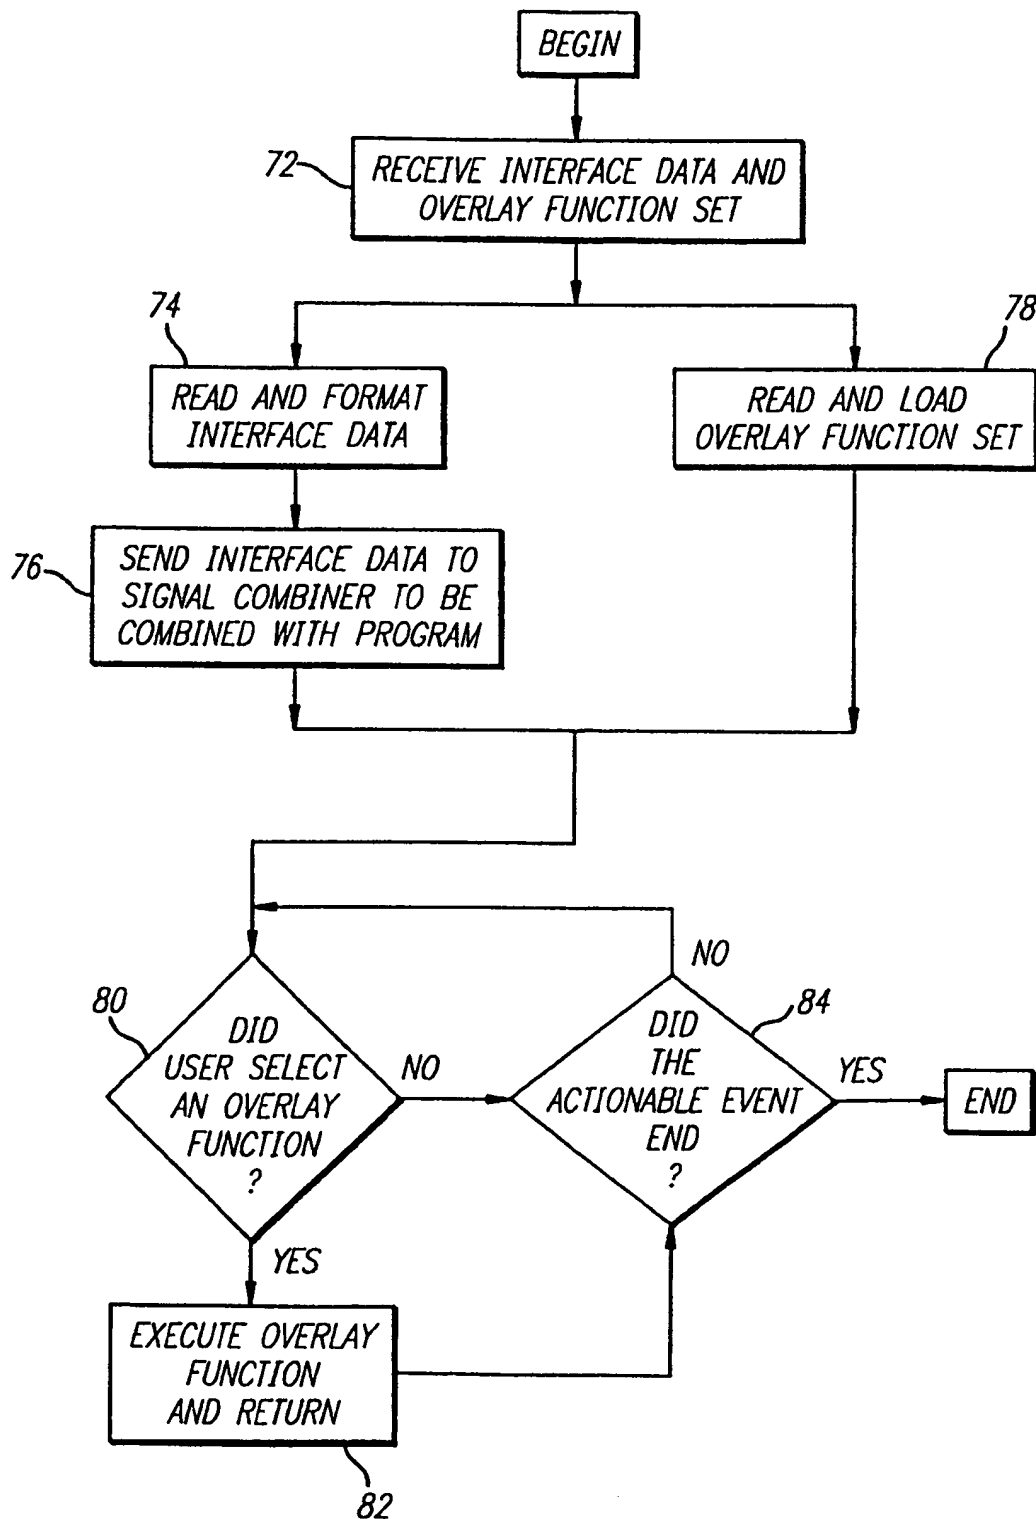 BEGIN
72
RECEIVE INTERFACE DATA AND
OVERLAY FUNCTION SET
74
78
READ AND FORMAT
INTERFACE DATA
READ AND LOAD
OVERLAY FUNCTION SET
76
SEND INTERFACE DATA TO
SIGNAL COMBINER TO BE
COMBINED WITH PROGRAM
NO
80
84
DID
USER SELECT
AN OVERLAY
FUNCTION
?
NO
DID
THE
ACTIONABLE EVENT
END
?
YES
END
YES
EXECUTE OVERLAY
FUNCTION
AND RETURN
82